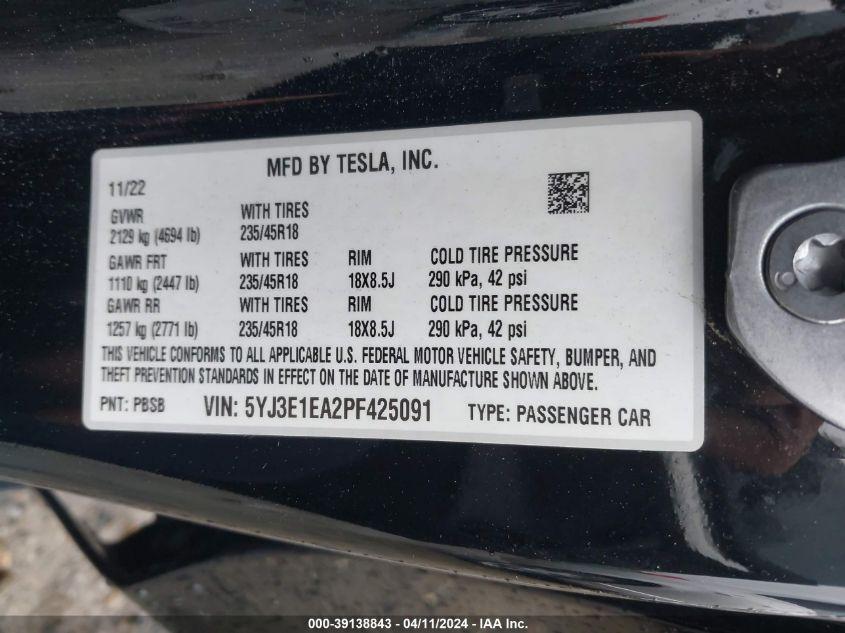 MFD BY TESLA, INC.
11/22
GVWR WITH TIRES
2129 kg (4694 lb) 235/45R18
GAWR FRT WITH TIRES RIM COLD TIRE PRESSURE
1110 kg (2447 lb) 235/45R18 18X8.5J 290 kPa, 42 psi
GAWR RR WITH TIRES RIM COLD TIRE PRESSURE
1257 kg (2771 lb) 235/45R18 18X8.5J 290 kPa, 42 psi
THIS VEHICLE CONFORMS TO ALL APPLICABLE U.S. FEDERAL MOTOR VEHICLE SAFETY, BUMPER, AND
THEFT PREVENTION STANDARDS IN EFFECT ON THE DATE OF MANUFACTURE SHOWN ABOVE.
PNT: PBSB VIN: 5YJ3E1EA2PF425091 TYPE: PASSENGER CAR
000-39138843 - 04/11/2024 - IAA Inc.